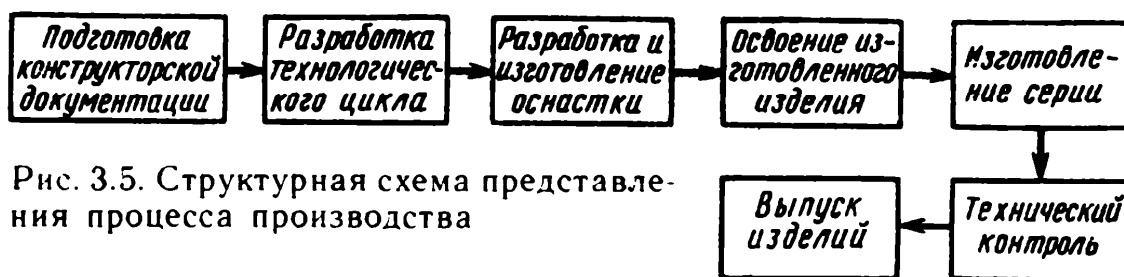 Подготовка
конструкторской
документации
Разработка
технологичес-
кого цикла
Разработка и
изготовление
оснастки
Освоение из-
готовленного
изделия
Изготовле-
ние серии
Технический
контроль
Выпуск
изделий
Рис. 3.5. Структурная схема представле-
ния процесса производства